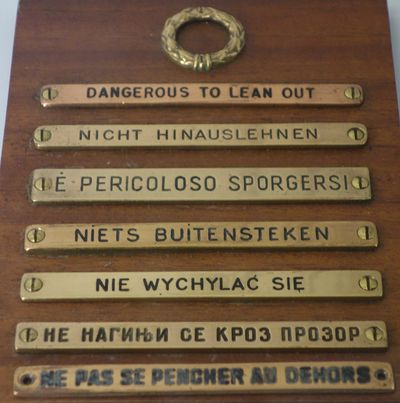 DANGEROUS TO LEAN OUT
NICHT HINAUSLEHNEN
È PERICOLOSO SPORGERSI
NIETS BUITENSTEKEN
NIE WYCHYLAĆ SIĘ
НЕ НАГИЊИ СЕ КРОЗ ПРОЗОР
NE PAS SE PENCHER AU DEHORS